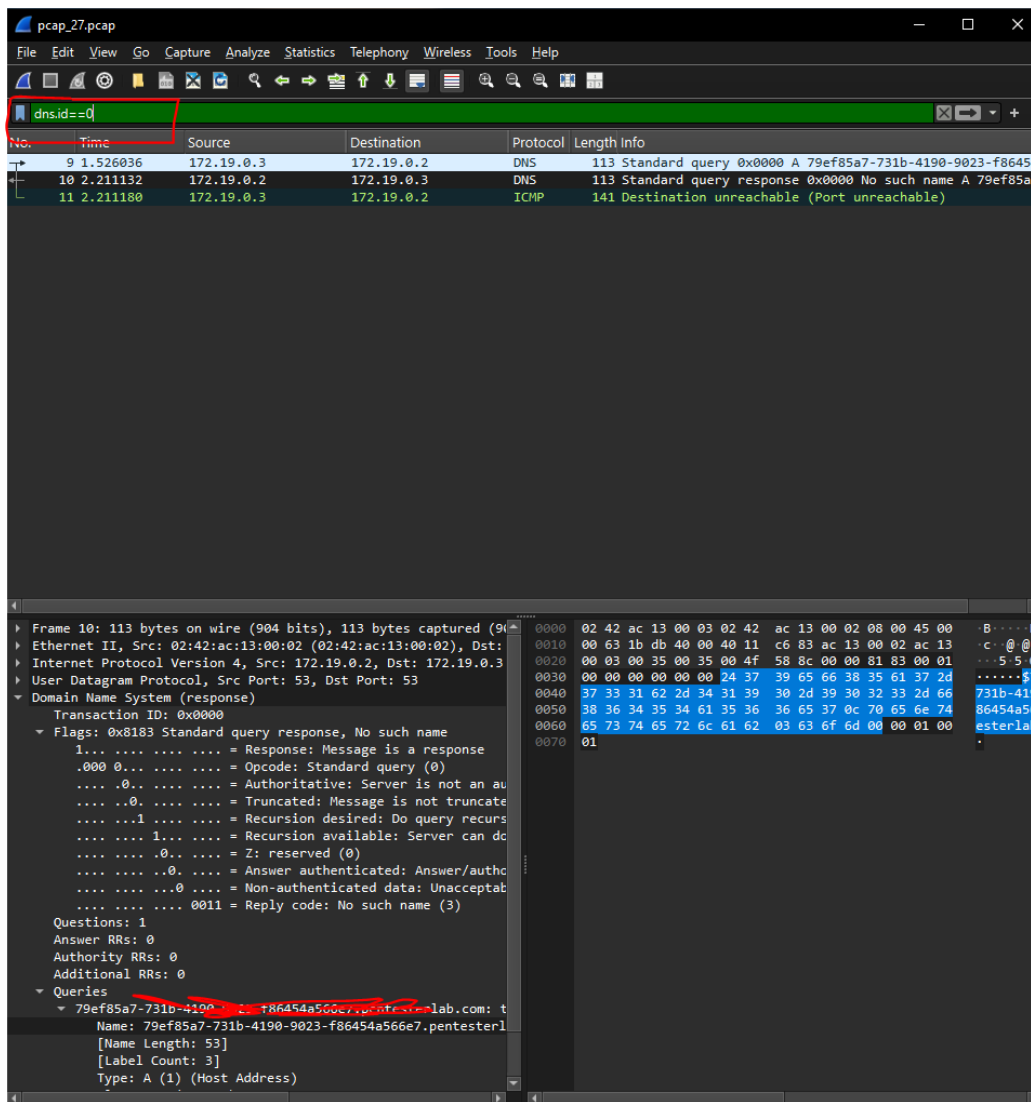 pcap_27.pcap
File Edit View Go Capture Analyze Statistics Telephony Wireless Tools Help
dns.id==0
No. Time Source Destination Protocol Length Info
9 1.526036 172.19.0.3 172.19.0.2 DNS 113 Standard query 0x0000 A 79ef85a7-731b-4190-9023-f8645
10 2.211132 172.19.0.2 172.19.0.3 DNS 113 Standard query response 0x0000 No such name A 79ef85a
11 2.211180 172.19.0.3 172.19.0.2 ICMP 141 Destination unreachable (Port unreachable)
Frame 10: 113 bytes on wire (904 bits), 113 bytes captured (90
Ethernet II, Src: 02:42:ac:13:00:02 (02:42:ac:13:00:02), Dst:
Internet Protocol Version 4, Src: 172.19.0.2, Dst: 172.19.0.3
User Datagram Protocol, Src Port: 53, Dst Port: 53
Domain Name System (response)
Transaction ID: 0x0000
Flags: 0x8183 Standard query response, No such name
1... .... .... .... = Response: Message is a response
.000 0... .... .... = Opcode: Standard query (0)
.... .0.. .... .... = Authoritative: Server is not an au
.... ..0. .... .... = Truncated: Message is not truncate
.... ...1 .... .... = Recursion desired: Do query recurs
.... .... 1... .... = Recursion available: Server can do
.... .... .0.. .... = Z: reserved (0)
.... .... ..0. .... = Answer authenticated: Answer/autho
.... .... ...0 .... = Non-authenticated data: Unacceptab
.... .... .... 0011 = Reply code: No such name (3)
Questions: 1
Answer RRs: 0
Authority RRs: 0
Additional RRs: 0
Queries
79ef85a7-731b-4190-9023-f86454a566e7.pentesterlab.com: t
Name: 79ef85a7-731b-4190-9023-f86454a566e7.pentesterl
[Name Length: 53]
[Label Count: 3]
Type: A (1) (Host Address)
0000 02 42 ac 13 00 03 02 42 ac 13 00 02 08 00 45 00 ·B·····
0010 00 63 1b db 40 00 40 11 c6 83 ac 13 00 02 ac 13 ·c··@·@
0020 00 03 00 35 00 35 00 4f 58 8c 00 00 81 83 00 01 ···5·5·
0030 00 00 00 00 00 00 24 37 39 65 66 38 35 61 37 2d ······$
0040 37 33 31 62 2d 34 31 39 30 2d 39 30 32 33 2d 66 731b-41
0050 38 36 34 35 34 61 35 36 36 65 37 0c 70 65 6e 74 86454a5
0060 65 73 74 65 72 6c 61 62 03 63 6f 6d 00 00 01 00 esterla
0070 01 ·